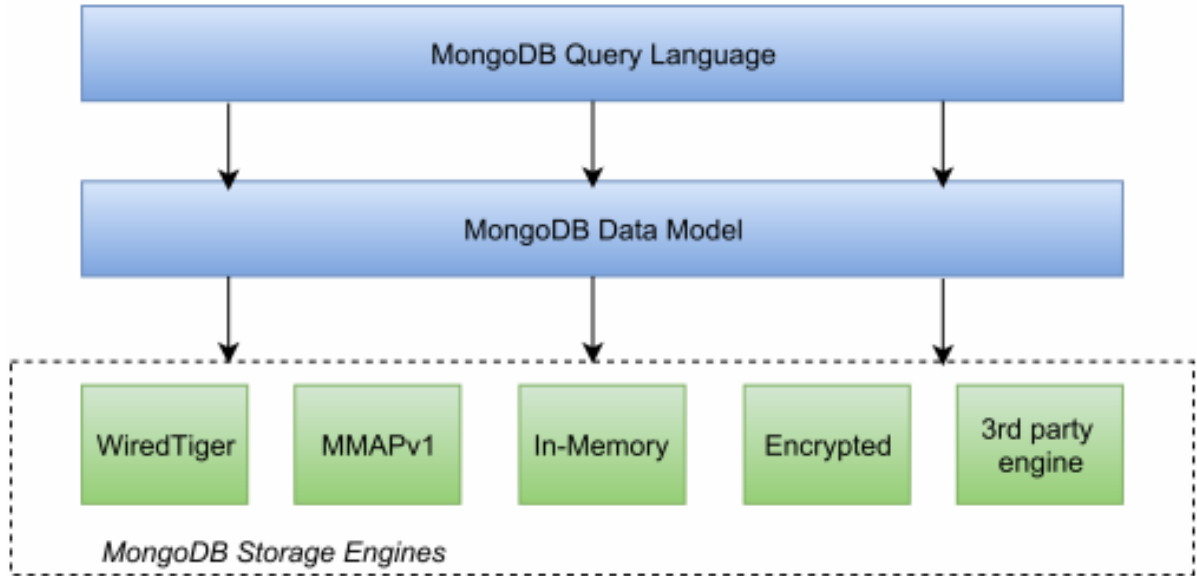 MongoDB Query Language
MongoDB Data Model
WiredTiger
MMAPv1
In-Memory
Encrypted
3rd party
engine
MongoDB Storage Engines